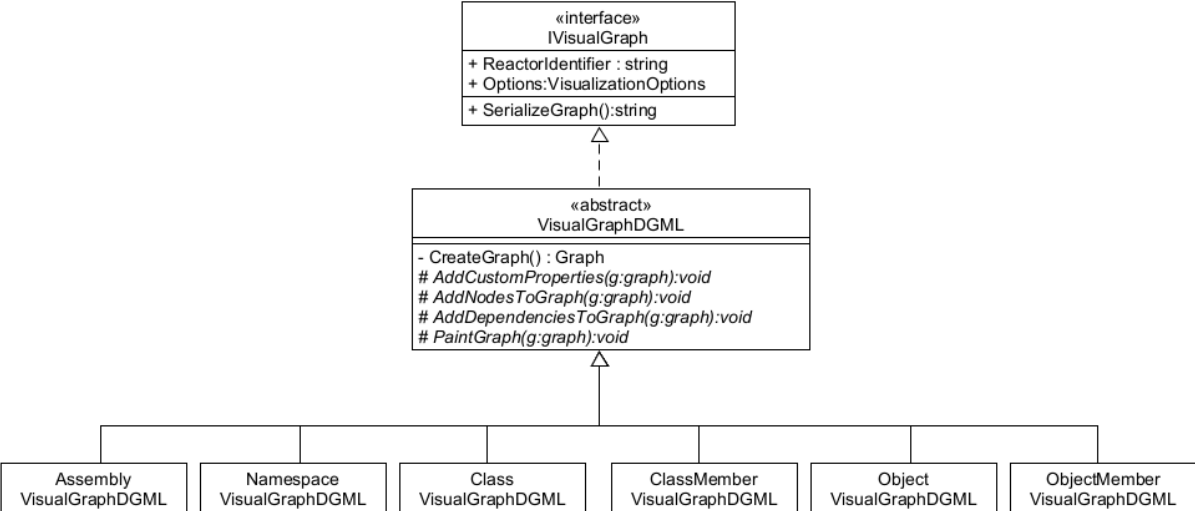 «interface»
IVisualGraph
+ ReactorIdentifier : string
+ Options:VisualizationOptions
+ SerializeGraph():string
«abstract»
VisualGraphDGML
- CreateGraph() : Graph
# AddCustomProperties(g:graph):void
# AddNodesToGraph(g:graph):void
# AddDependenciesToGraph(g:graph):void
# PaintGraph(g:graph):void
Assembly
VisualGraphDGML
Namespace
VisualGraphDGML
Class
VisualGraphDGML
ClassMember
VisualGraphDGML
Object
VisualGraphDGML
ObjectMember
VisualGraphDGML